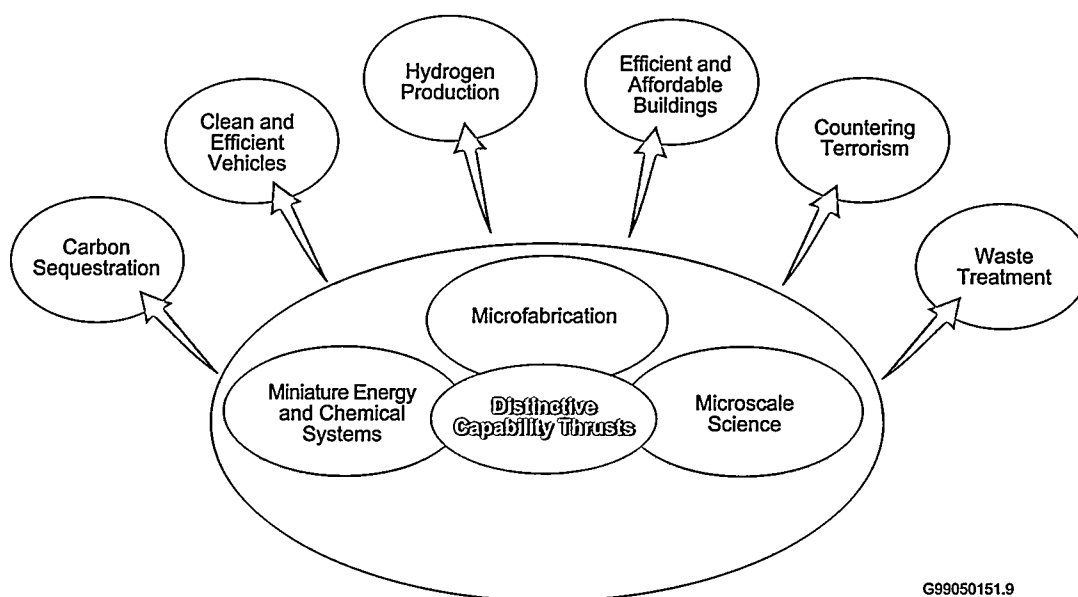 Hydrogen
Production
Efficient and
Affordable
Buildings
Clean and
Efficient
Vehicles
Countering
Terrorism
Carbon
Sequestration
Waste
Treatment
Microfabrication
Miniature Energy
and Chemical
Systems
Distinctive
Capability Thrusts
Microscale
Science
G99050151.9